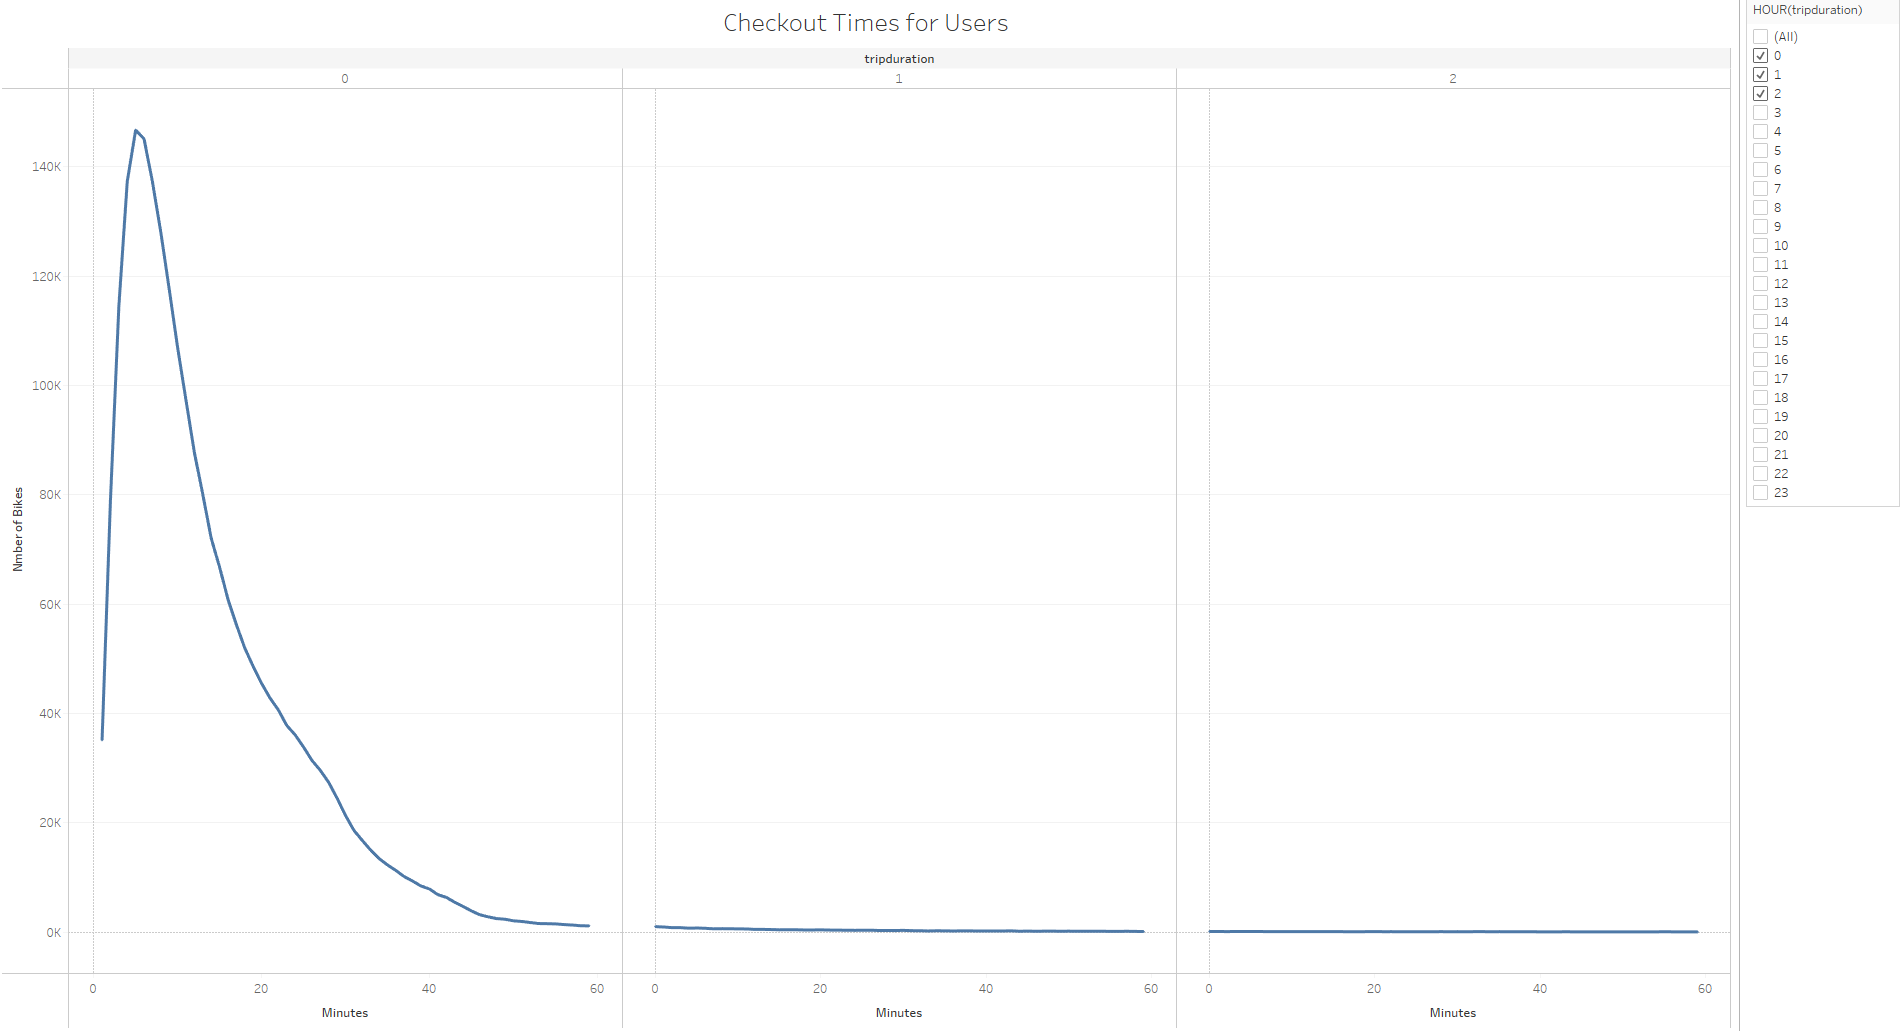 Checkout Times for Users
tripduration
0 1 2
140K
120K
100K
80K
60K
40K
20K
0K
Nmber of Bikes
0 20 40 60 0 20 40 60 0 20 40 60
Minutes Minutes Minutes
HOUR(tripduration)
(All)
0
1
2
3
4
5
6
7
8
9
10
11
12
13
14
15
16
17
18
19
20
21
22
23